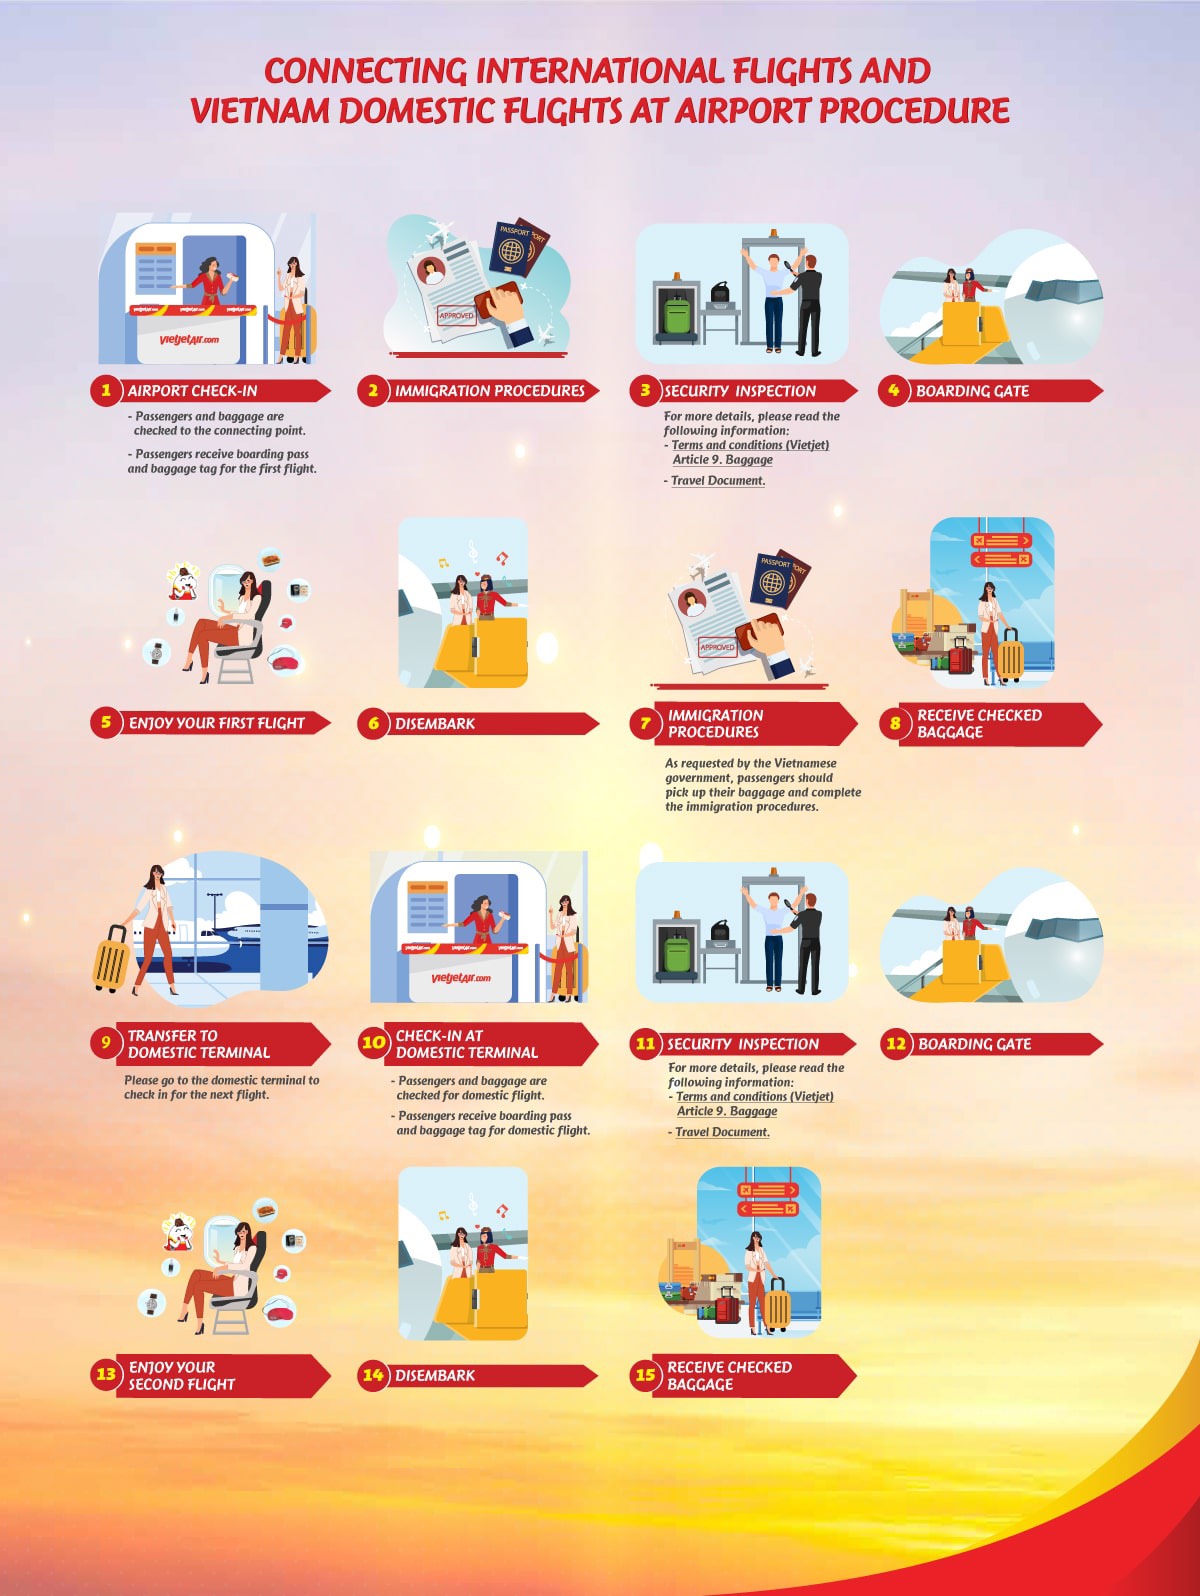 CONNECTING INTERNATIONAL FLIGHTS AND
VIETNAM DOMESTIC FLIGHTS AT AIRPORT PROCEDURE
vietjetAir.com
1 AIRPORT CHECK-IN
- Passengers and baggage are
checked to the connecting point.
- Passengers receive boarding pass
and baggage tag for the first flight.
PASSPORT
APPROVED
2 IMMIGRATION PROCEDURES
3 SECURITY INSPECTION
For more details, please read the
following information:
- Terms and conditions (Vietjet)
Article 9. Baggage
- Travel Document.
4 BOARDING GATE
5 ENJOY YOUR FIRST FLIGHT
6 DISEMBARK
PASSPORT
APPROVED
7 IMMIGRATION
PROCEDURES
As requested by the Vietnamese
government, passengers should
pick up their baggage and complete
the immigration procedures.
8 RECEIVE CHECKED
BAGGAGE
9 TRANSFER TO
DOMESTIC TERMINAL
Please go to the domestic terminal to
check in for the next flight.
vietjetAir.com
10 CHECK-IN AT
DOMESTIC TERMINAL
- Passengers and baggage are
checked for domestic flight.
- Passengers receive boarding pass
and baggage tag for domestic flight.
11 SECURITY INSPECTION
For more details, please read the
following information:
- Terms and conditions (Vietjet)
Article 9. Baggage
- Travel Document.
12 BOARDING GATE
13 ENJOY YOUR
SECOND FLIGHT
14 DISEMBARK
15 RECEIVE CHECKED
BAGGAGE